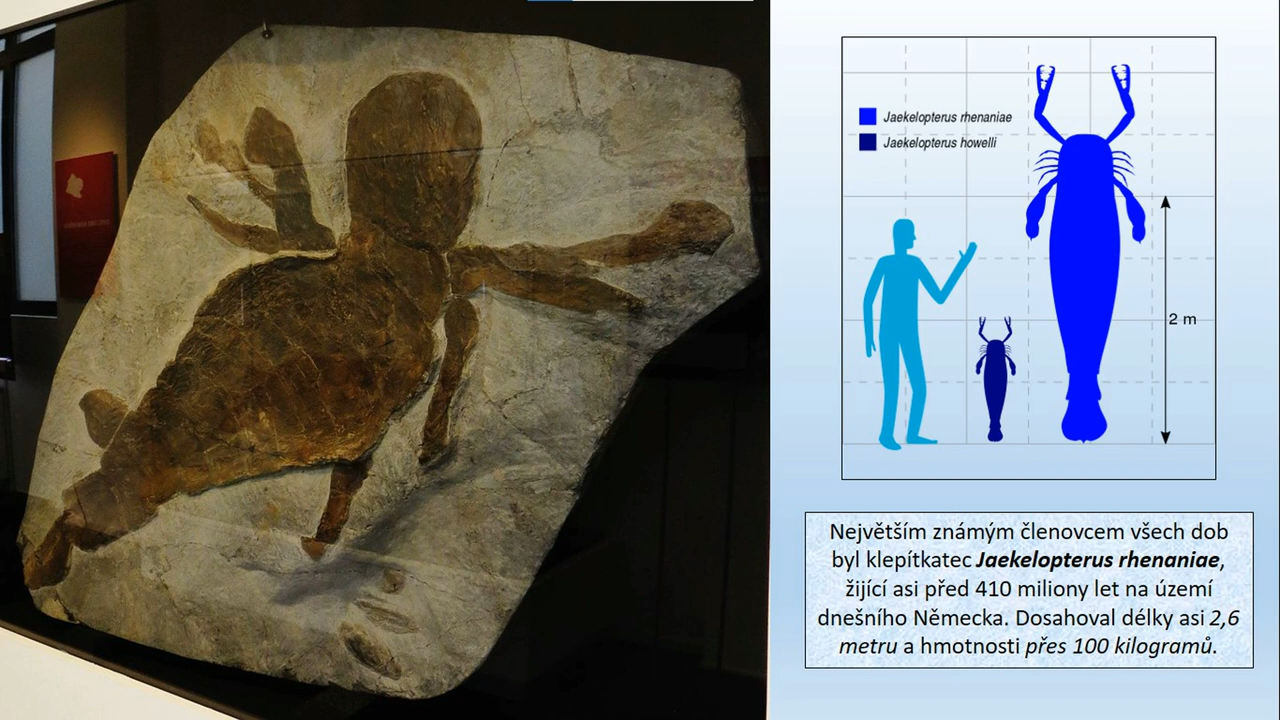 Jaekelopterus rhenaniae
Jaekelopterus howelli
2 m
Největším známým členovcem všech dob
byl klepítkatec Jaekelopterus rhenaniae,
žijící asi před 410 miliony let na území
dnešního Německa. Dosahoval délky asi 2,6
metru a hmotnosti přes 100 kilogramů.